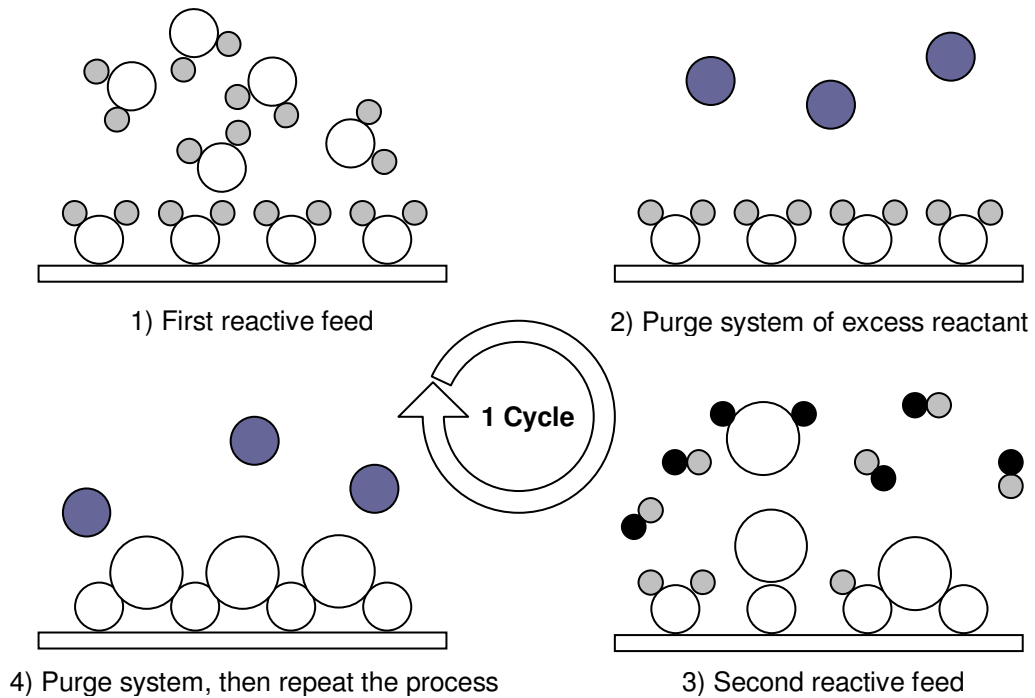 1) First reactive feed
2) Purge system of excess reactant
1 Cycle
4) Purge system, then repeat the process
3) Second reactive feed